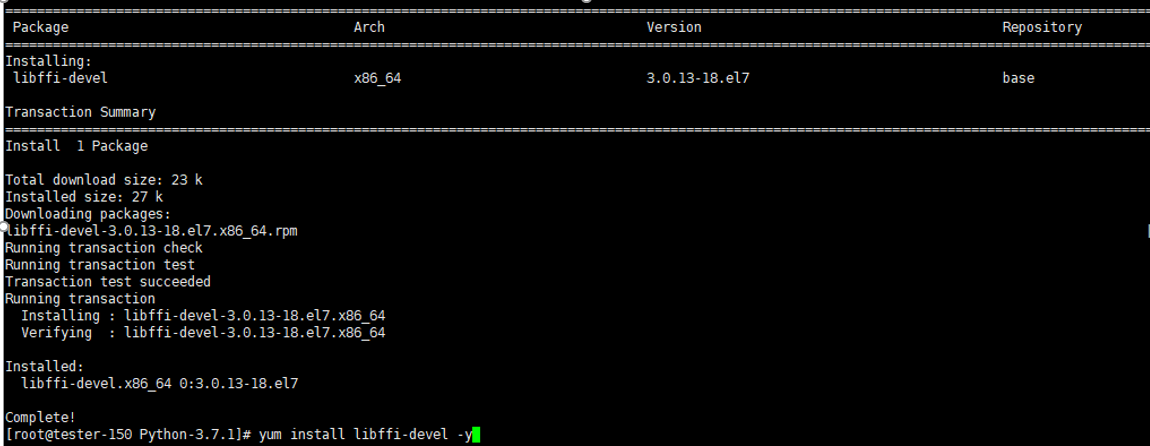 ================================================================================
Package Arch Version Repository
================================================================================
Installing:
libffi-devel x86_64 3.0.13-18.el7 base
Transaction Summary
================================================================================
Install 1 Package
Total download size: 23 k
Installed size: 27 k
Downloading packages:
libffi-devel-3.0.13-18.el7.x86_64.rpm
Running transaction check
Running transaction test
Transaction test succeeded
Running transaction
Installing : libffi-devel-3.0.13-18.el7.x86_64
Verifying : libffi-devel-3.0.13-18.el7.x86_64
Installed:
libffi-devel.x86_64 0:3.0.13-18.el7
Complete!
[root@tester-150 Python-3.7.1]# yum install libffi-devel -y